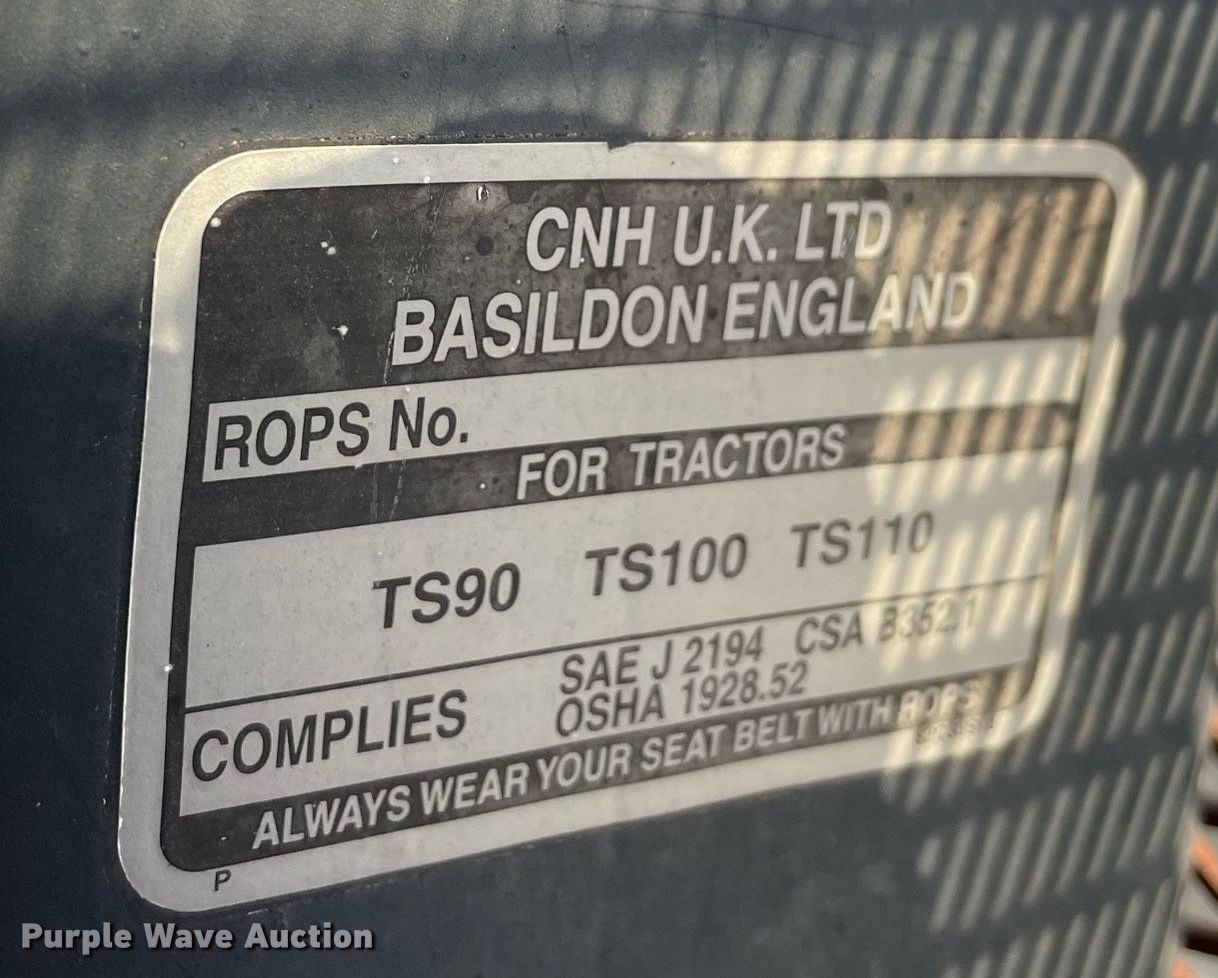 CNH U.K. LTD
BASILDON ENGLAND
ROPS No.
FOR TRACTORS
TS90 TS100 TS110
COMPLIES
SAE J 2194 CSA B352.1
OSHA 1928.52
ALWAYS WEAR YOUR SEAT BELT WITH ROPS
P
Purple Wave Auction